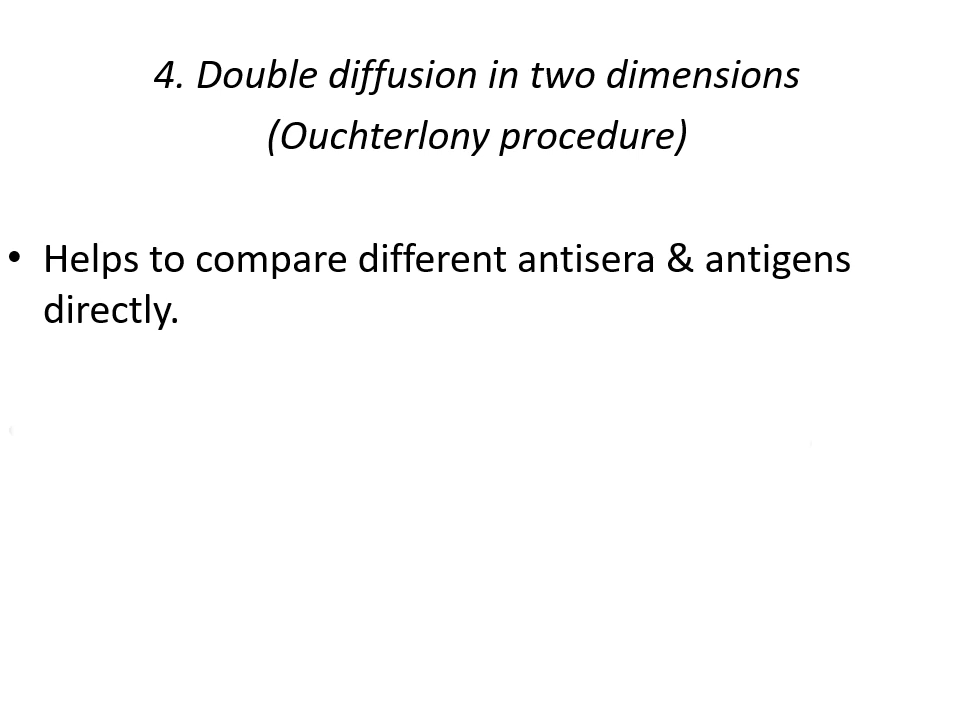 4. Double diffusion in two dimensions
(Ouchterlony procedure)
• Helps to compare different antisera & antigens
directly.